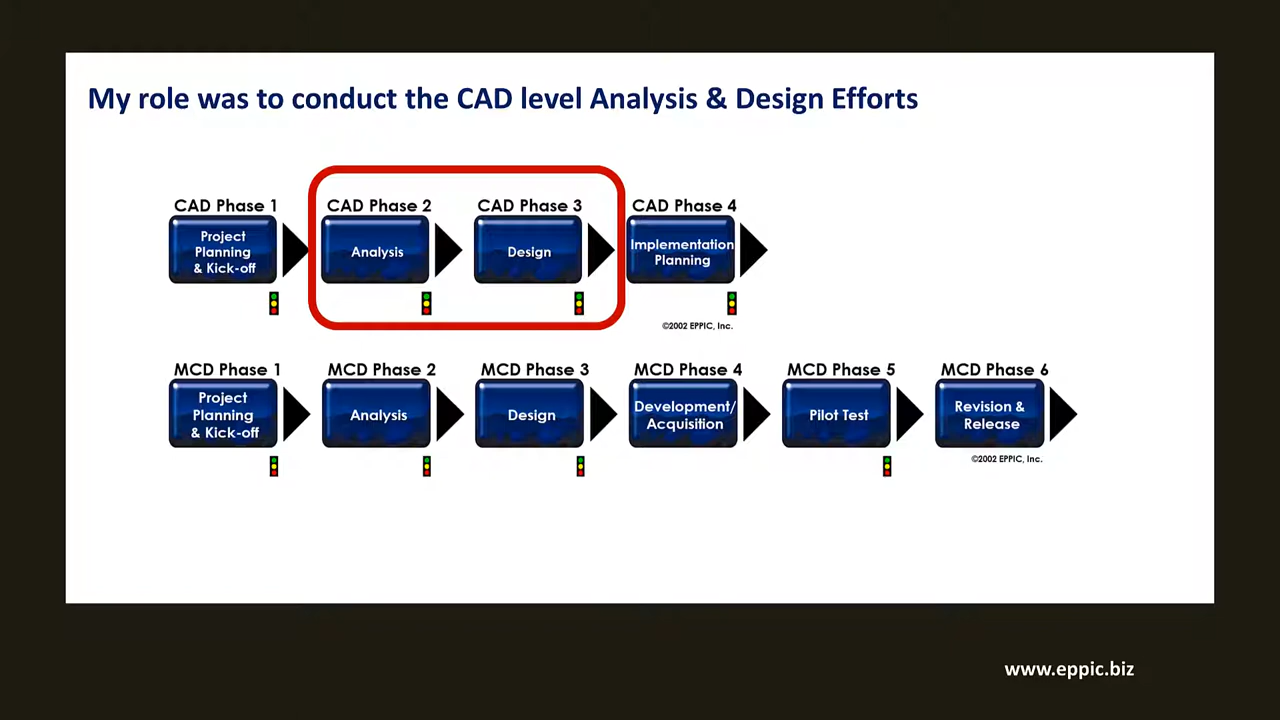 My role was to conduct the CAD level Analysis & Design Efforts
CAD Phase 1
Project
Planning
& Kick-off
CAD Phase 2
Analysis
CAD Phase 3
Design
CAD Phase 4
Implementation
Planning
©2002 EPPIC, Inc.
MCD Phase 1
Project
Planning
& Kick-off
MCD Phase 2
Analysis
MCD Phase 3
Design
MCD Phase 4
Development/
Acquisition
MCD Phase 5
Pilot Test
MCD Phase 6
Revision &
Release
©2002 EPPIC, Inc.
www.eppic.biz